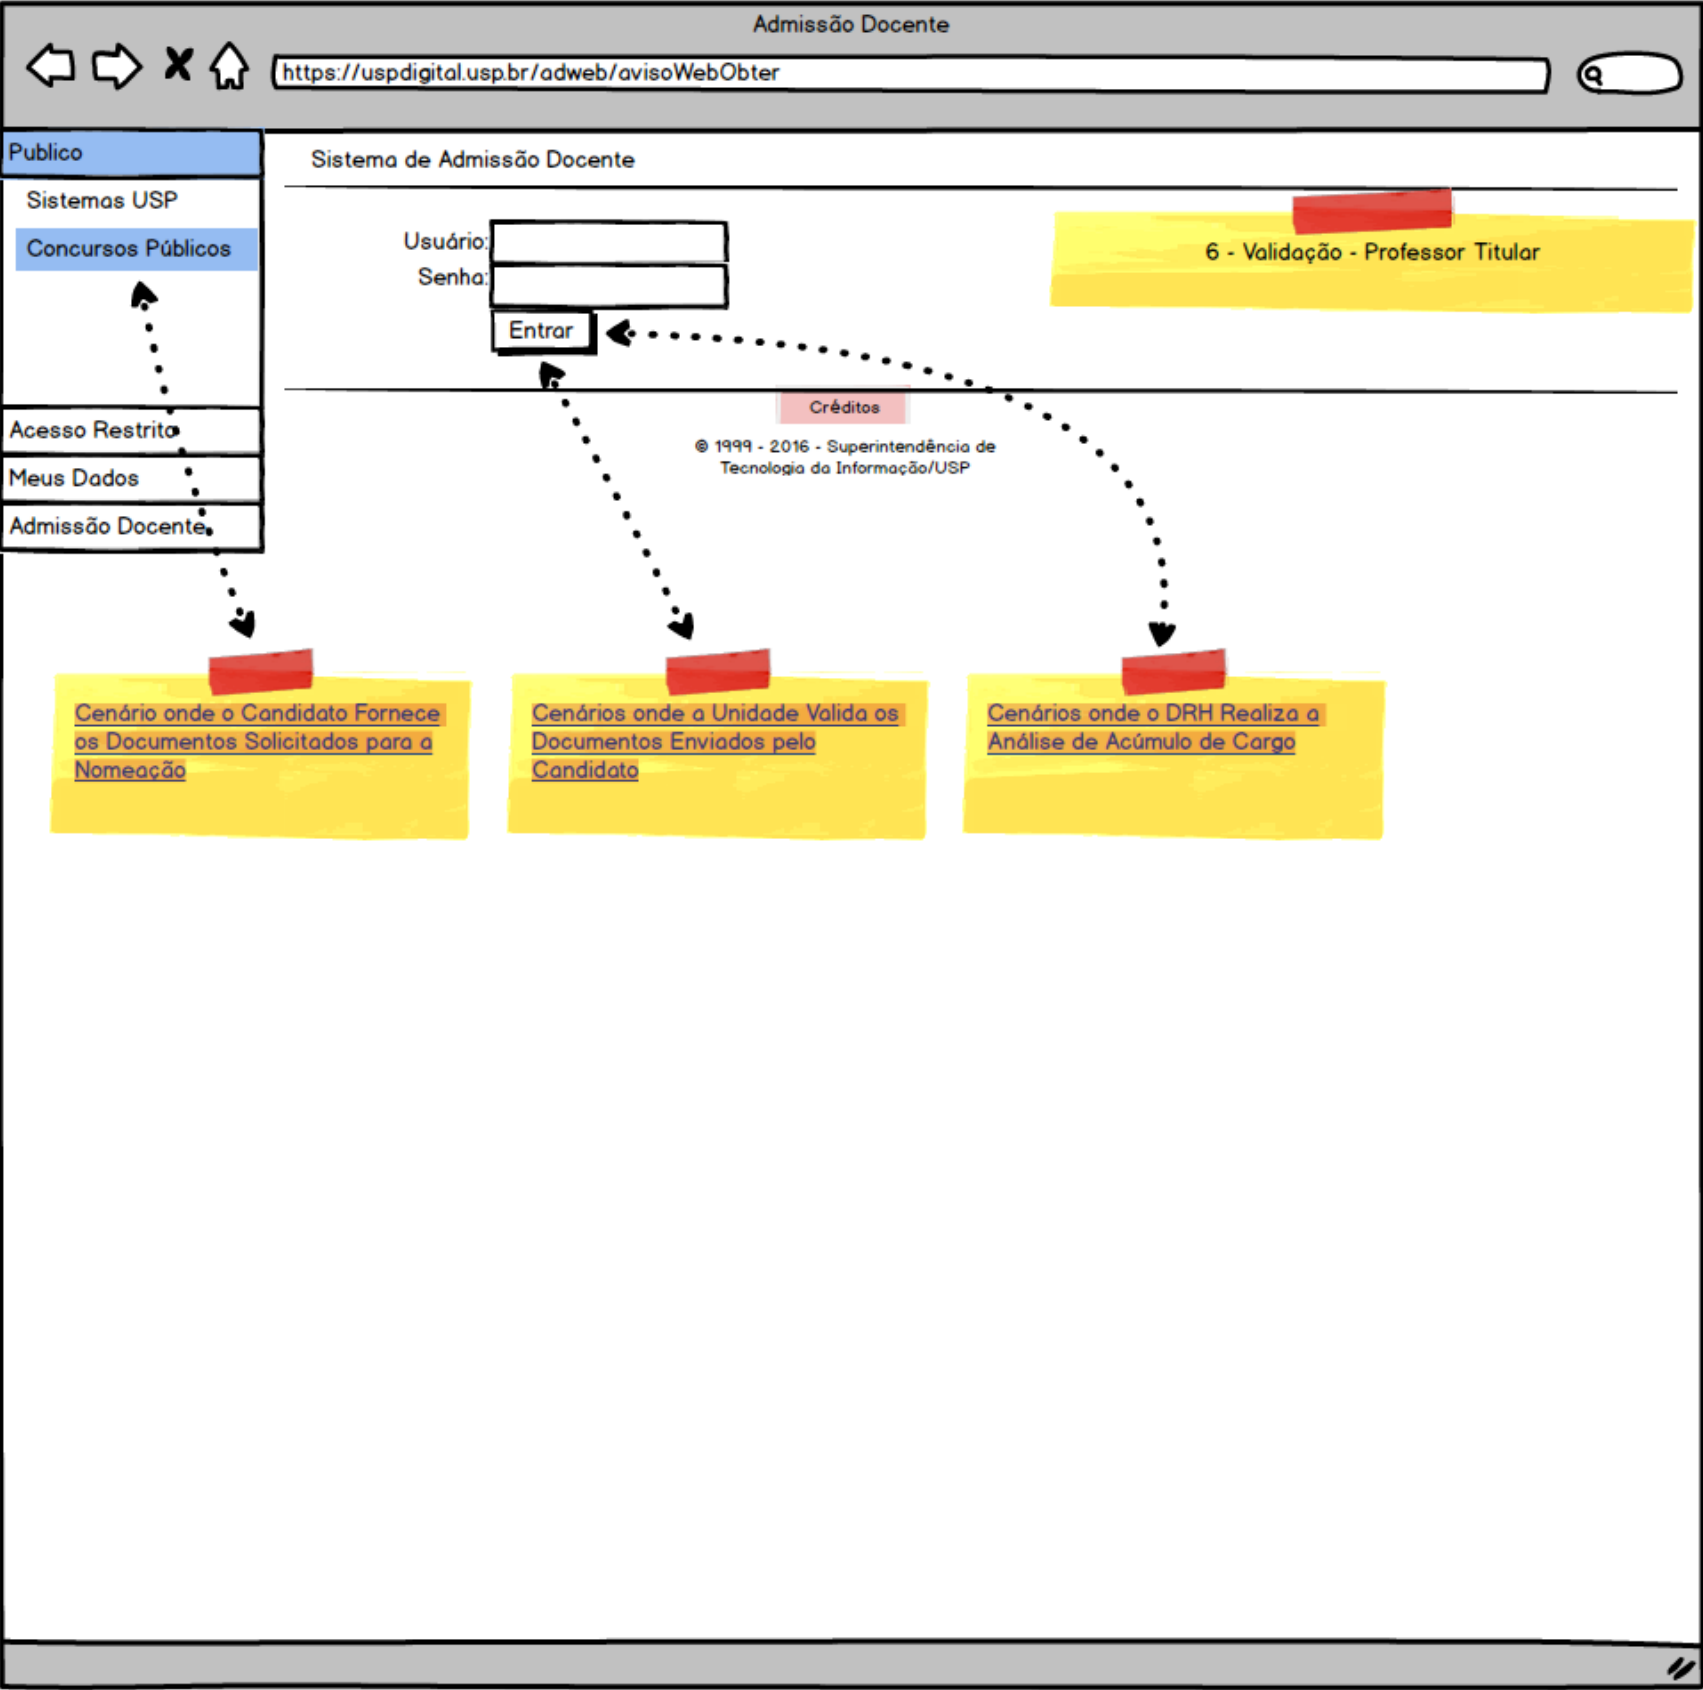 Admissão Docente
https://uspdigital.usp.br/adweb/avisoWebObter
Publico
Sistemas USP
Concursos Públicos
Acesso Restrito
Meus Dados
Admissão Docente
Sistema de Admissão Docente
Usuário:
Senha:
Entrar
6 - Validação - Professor Titular
Créditos
© 1999 - 2016 - Superintendência de
Tecnologia da Informação/USP
Cenário onde o Candidato Fornece
os Documentos Solicitados para a
Nomeação
Cenários onde a Unidade Valida os
Documentos Enviados pelo
Candidato
Cenários onde o DRH Realiza a
Análise de Acúmulo de Cargo